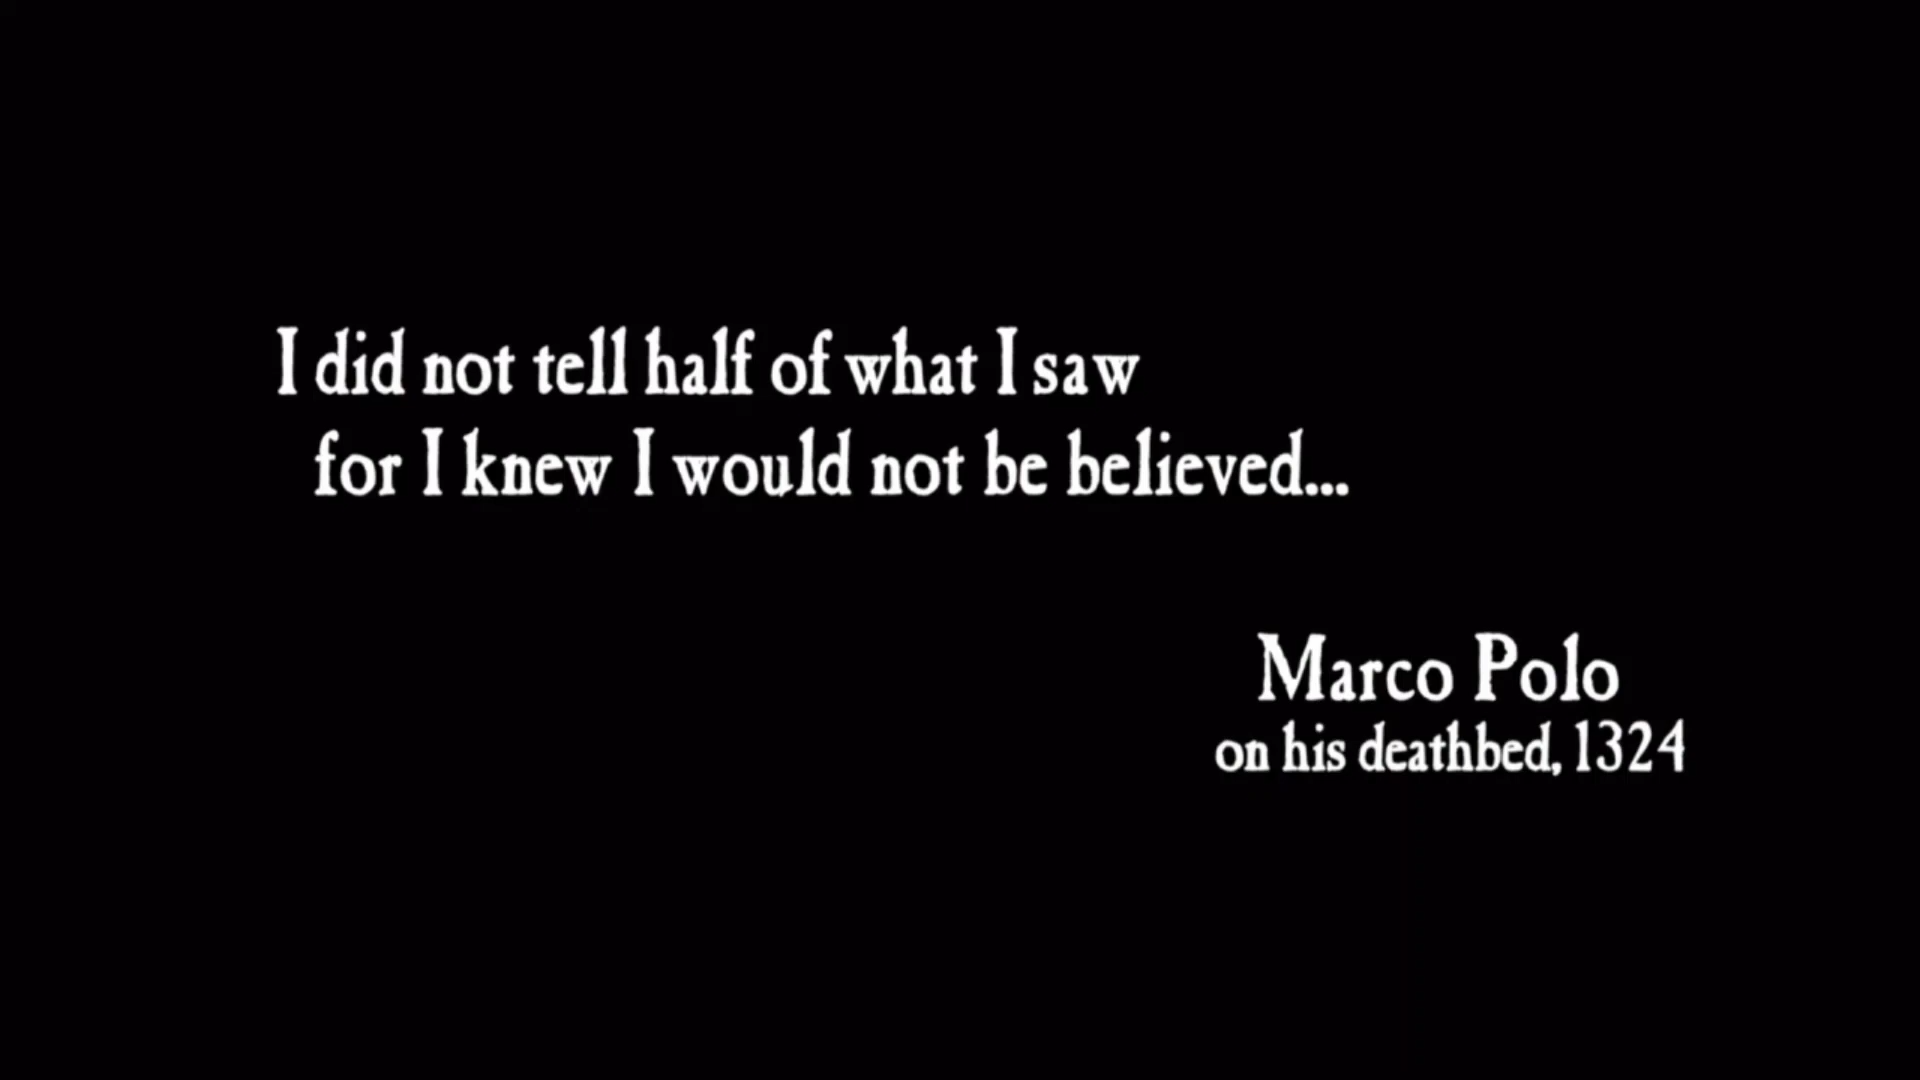 I did not tell half of what I saw
for I knew I would not be believed...
Marco Polo
on his deathbed, 1324